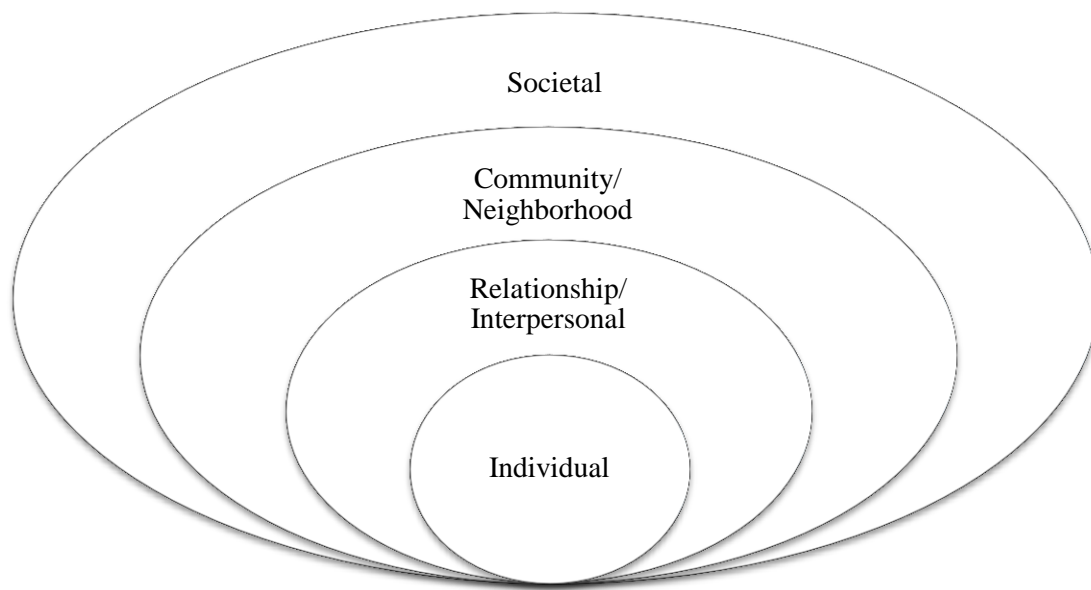 Societal
Community/
Neighborhood
Relationship/
Interpersonal
Individual